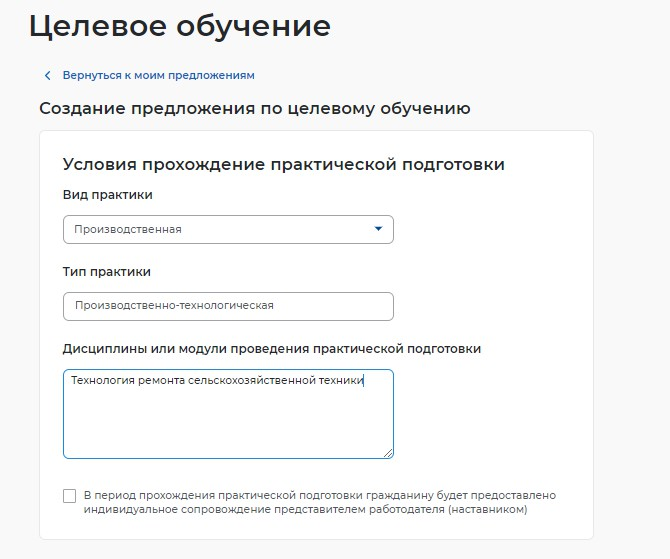 Целевое обучение
Вернуться к моим предложениям
Создание предложения по целевому обучению
Условия прохождение практической подготовки
Вид практики
Производственная
Тип практики
Производственно-технологическая
Дисциплины или модули проведения практической подготовки
Технология ремонта сельскохозяйственной техники
В период прохождения практической подготовки гражданину будет предоставлено
индивидуальное сопровождение представителем работодателя (наставником)